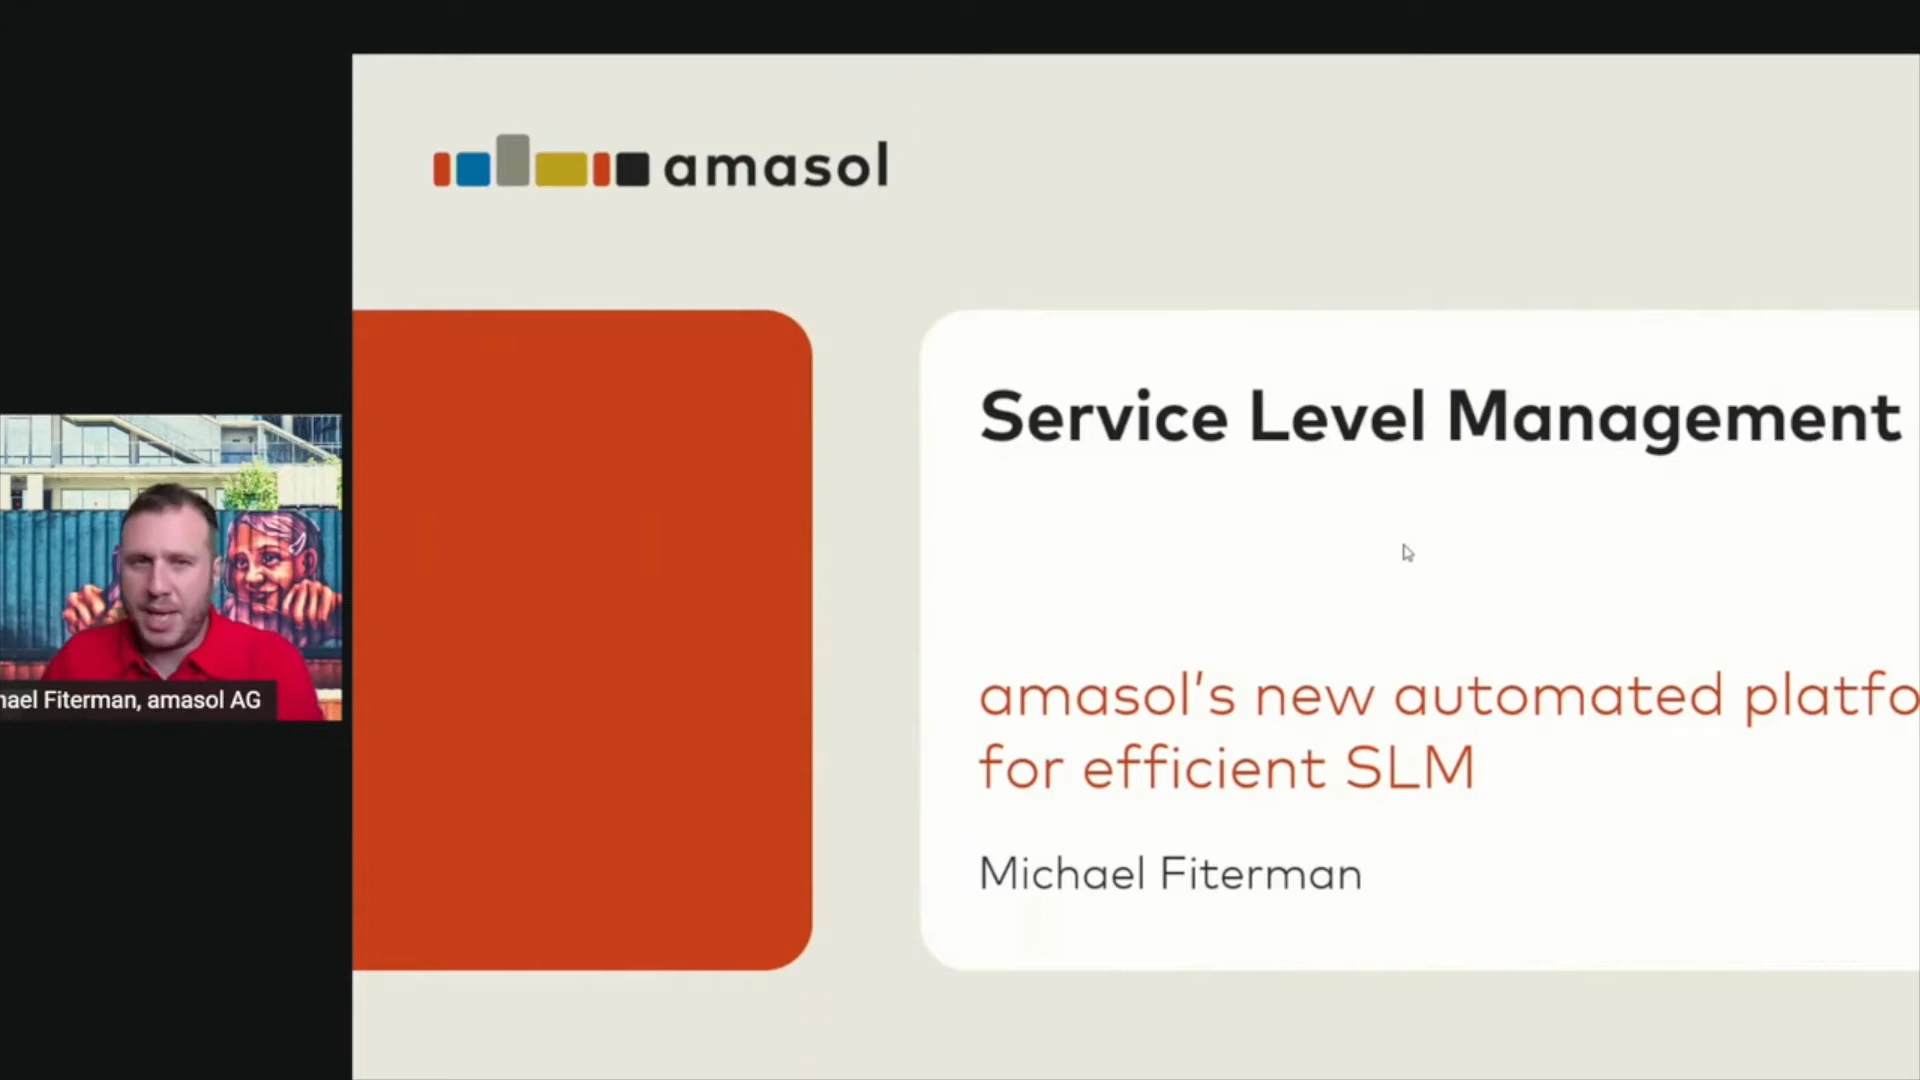 amasol
Service Level Management
amasol's new automated platfo
for efficient SLM
Michael Fiterman
hael Fiterman, amasol AG